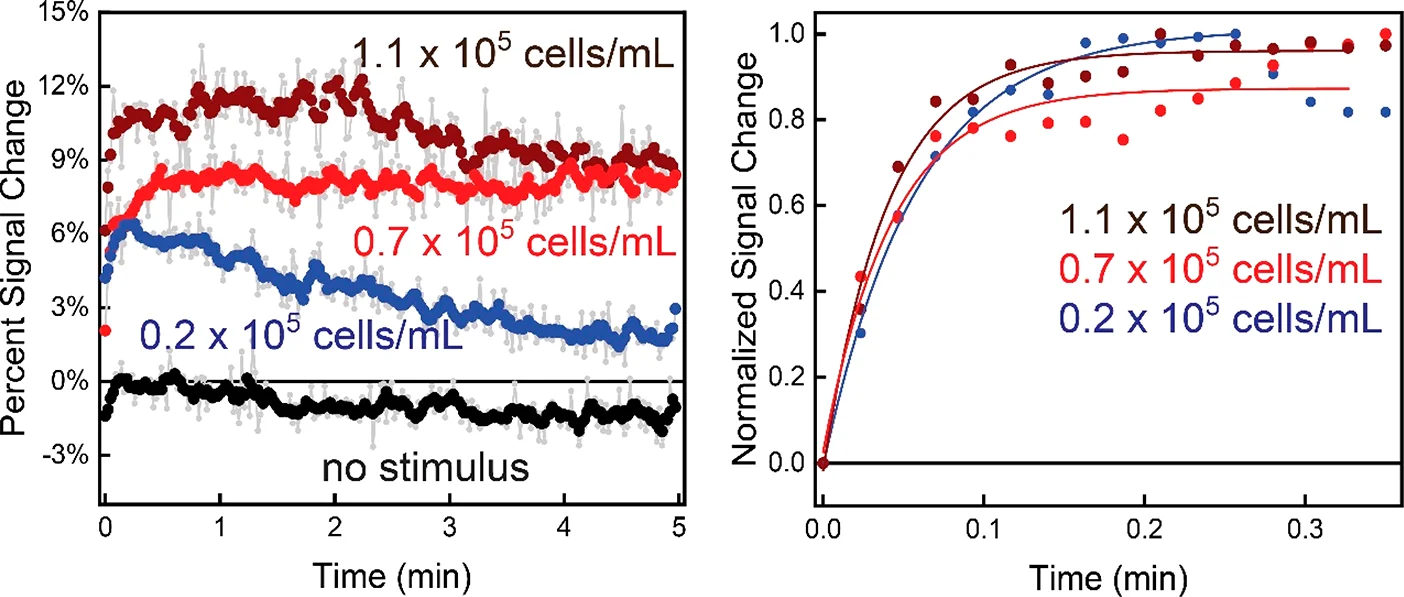 Percent Signal Change
15%
12%
9%
6%
3%
0%
-3%
1.1 x 10⁵ cells/mL
0.7 x 10⁵ cells/mL
0.2 x 10⁵ cells/mL
no stimulus
0 1 2 3 4 5
Time (min)
Normalized Signal Change
1.0
0.8
0.6
0.4
0.2
0.0
1.1 x 10⁵ cells/mL
0.7 x 10⁵ cells/mL
0.2 x 10⁵ cells/mL
0.0 0.1 0.2 0.3
Time (min)